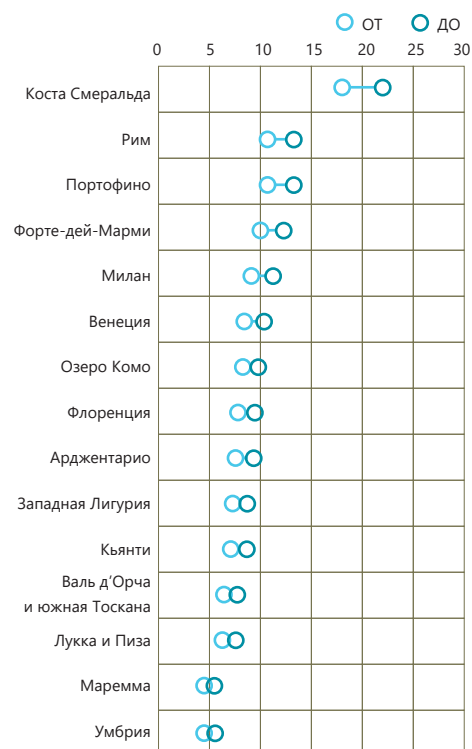 ОТ ДО
0 5 10 15 20 25 30
Коста Смеральда
Рим
Портофино
Форте-дей-Марми
Милан
Венеция
Озеро Комо
Флоренция
Арджентарио
Западная Лигурия
Кьянти
Валь д’Орча
и южная Тоскана
Лукка и Пиза
Маремма
Умбрия